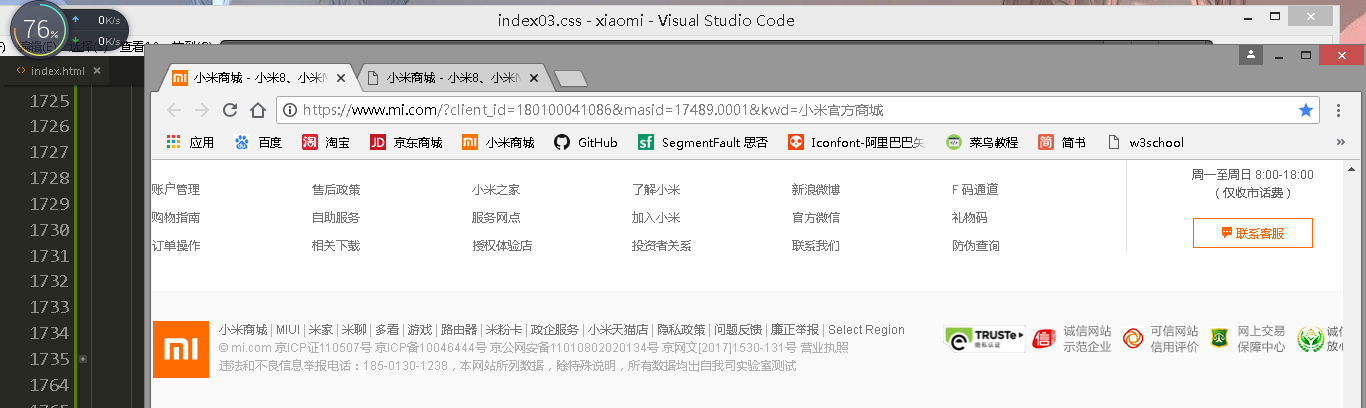 index03.css - xiaomi - Visual Studio Code
76%
0K/s
0K/s
index.html
1725
1726
1727
1728
1729
1730
1731
1732
1733
1734
1735
1764
小米商城 - 小米8、小米M
小米商城 - 小米8、小米M
https://www.mi.com/?client_id=180100041086&masid=17489.0001&kwd=小米官方商城
应用 百度 淘宝 京东商城 小米商城 GitHub SegmentFault 思否 Iconfont-阿里巴巴矢 菜鸟教程 简书 w3school »
账户管理 售后政策 小米之家 了解小米 新浪微博 F 码通道
购物指南 自助服务 服务网点 加入小米 官方微信 礼物码
订单操作 相关下载 授权体验店 投资者关系 联系我们 防伪查询
周一至周日 8:00-18:00
（仅收市话费）
联系客服
小米商城 | MIUI | 米家 | 米聊 | 多看 | 游戏 | 路由器 | 米粉卡 | 政企服务 | 小米天猫店 | 隐私政策 | 问题反馈 | 廉正举报 | Select Region
© mi.com 京ICP证110507号 京ICP备10046444号 京公网安备11010802020134号 京网文[2017]1530-131号 营业执照
违法和不良信息举报电话：185-0130-1238，本网站所列数据，除特殊说明，所有数据均出自我司实验室测试
TRUSTe
隐私认证
诚信网站
示范企业
可信网站
信用评价
网上交易
保障中心
诚信
放心